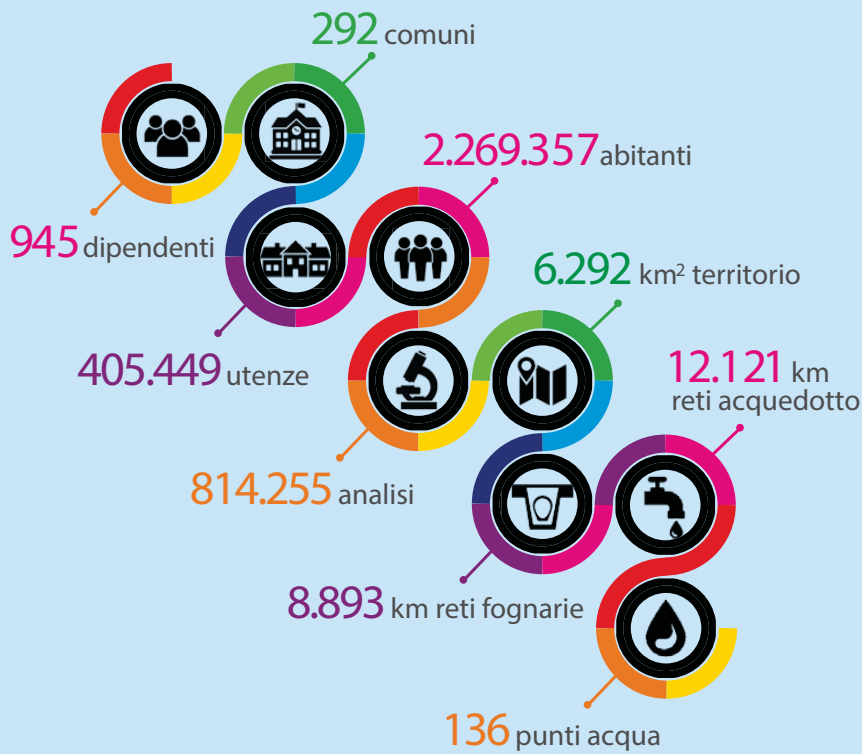 292 comuni
2.269.357 abitanti
945 dipendenti
6.292 km² territorio
405.449 utenze
12.121 km
reti acquedotto
814.255 analisi
8.893 km reti fognarie
136 punti acqua